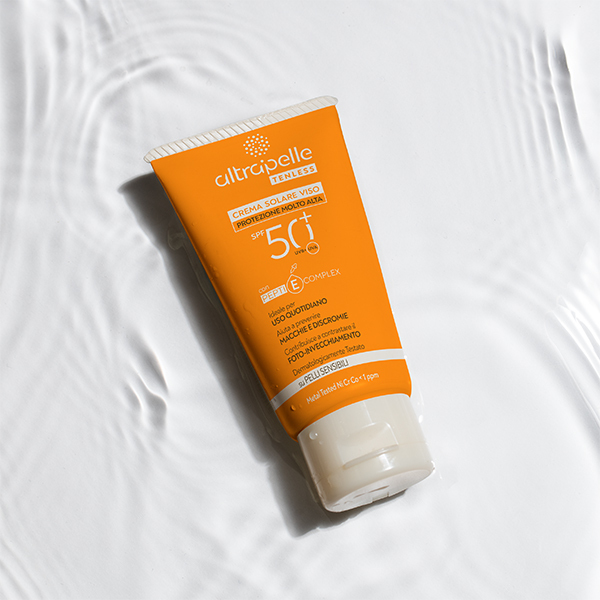 altrapelle
TENLESS
CREMA SOLARE VISO
PROTEZIONE MOLTO ALTA
SPF 50+
UVB+UVA
con PEPTI E COMPLEX
Ideale per
USO QUOTIDIANO
Aiuta a prevenire
MACCHIE E DISCROMIE
Contribuisce a contrastare il
FOTO-INVECCHIAMENTO
Dermatologicamente Testato
su PELLI SENSIBILI
Metal Tested Ni Cr Co < 1 ppm